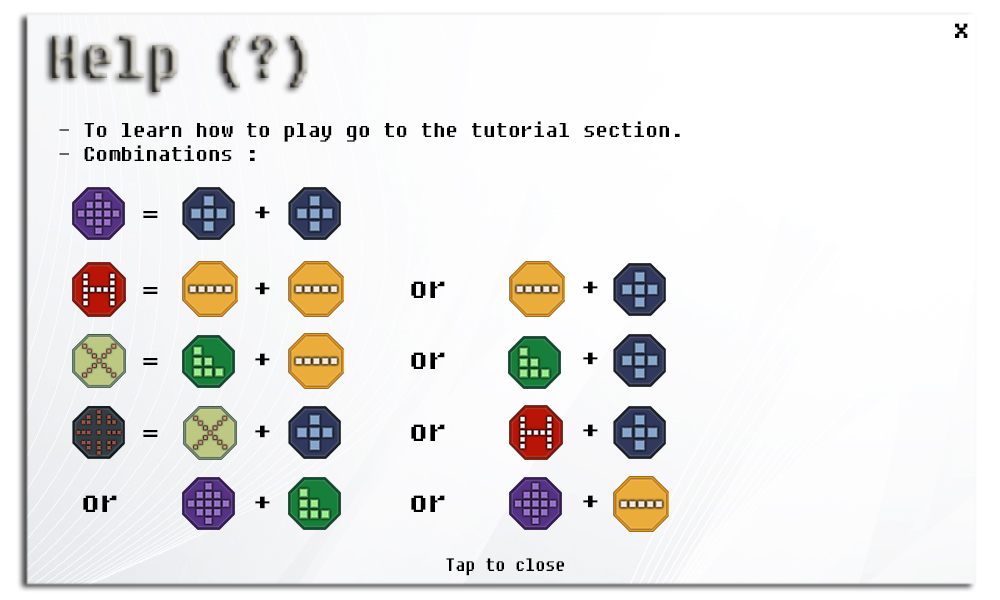 Help (?)
x
- To learn how to play go to the tutorial section.
- Combinations :
= +
= + or +
= + or +
= + or +
or + or +
Tap to close